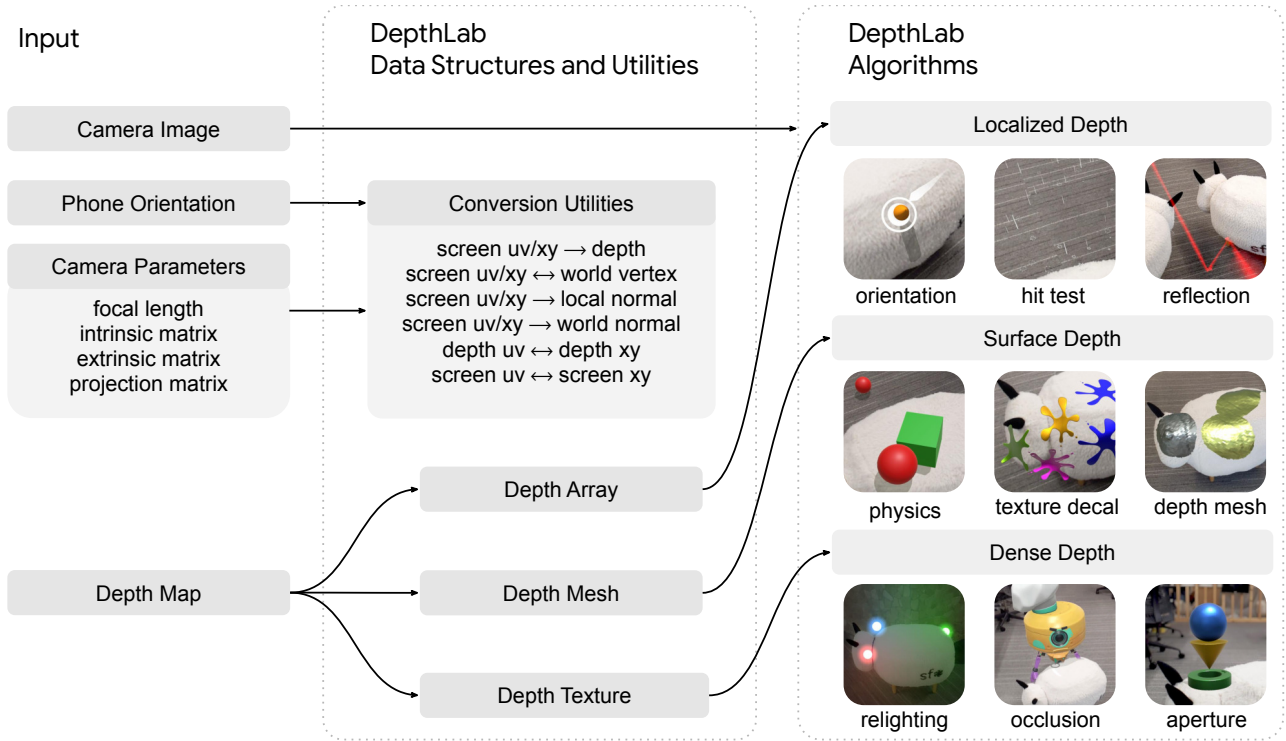 Input
Camera Image
Phone Orientation
Camera Parameters
focal length
intrinsic matrix
extrinsic matrix
projection matrix
Depth Map
DepthLab
Data Structures and Utilities
Conversion Utilities
screen uv/xy → depth
screen uv/xy ↔ world vertex
screen uv/xy → local normal
screen uv/xy → world normal
depth uv ↔ depth xy
screen uv ↔ screen xy
Depth Array
Depth Mesh
Depth Texture
DepthLab
Algorithms
Localized Depth
orientation hit test reflection
Surface Depth
physics texture decal depth mesh
Dense Depth
relighting occlusion aperture